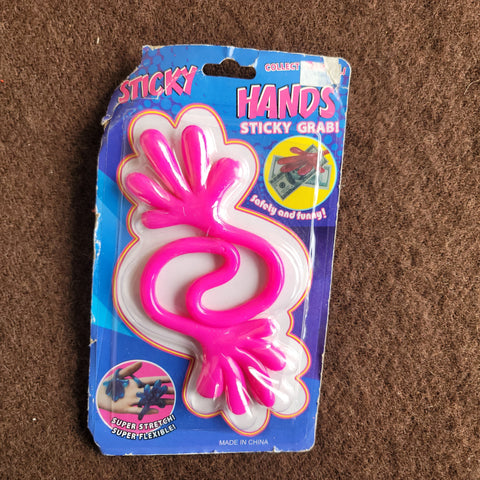 COLLECT
STICKY
HANDS
STICKY GRAB!
Safety and funny!
SUPER STRETCH!
SUPER FLEXIBLE!
MADE IN CHINA